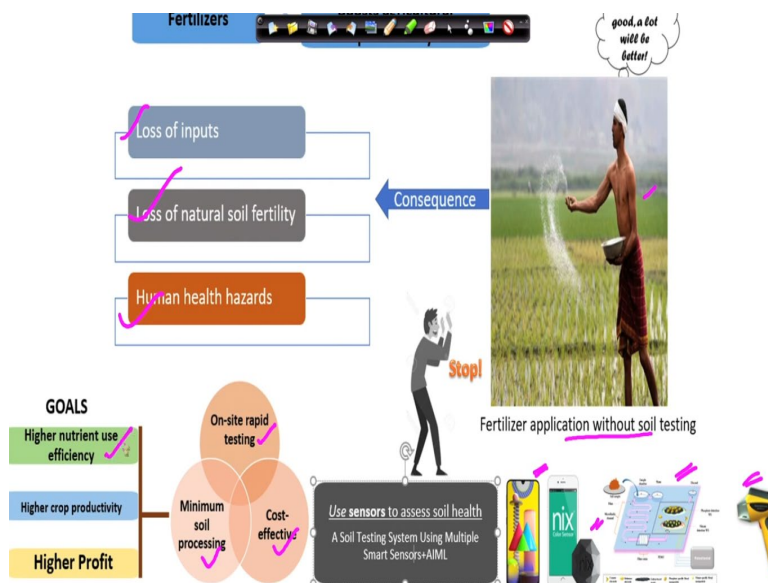 Fertilizers
good, a lot
will be
better!
Loss of inputs
Loss of natural soil fertility
Human health hazards
Consequence
Stop!
Fertilizer application without soil testing
GOALS
Higher nutrient use
efficiency
Higher crop productivity
Higher Profit
On-site rapid
testing
Minimum
soil
processing
Cost-
effective
Use sensors to assess soil health
A Soil Testing System Using Multiple
Smart Sensors+AIML
nix
Color Sensor